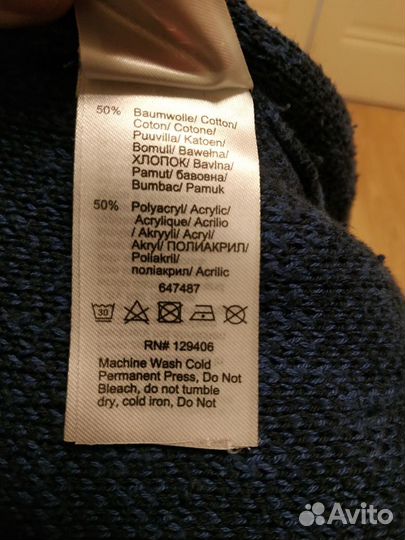 50% Baumwolle/ Cotton/
Coton/ Cotone/
Puuvilla/ Katoen/
Bomull/ Bawełna/
ХЛОПОК/ Bavlna/
Pamut/ бавовна/
Bumbac/ Pamuk
50% Polyacryl/ Acrylic/
Acrylique/ Acrilio
/ Akryyli/ Acryl/
Akryl/ ПОЛИАКРИЛ/
Poliakril/
поліакрил/ Acrilic
647487
30
RN# 129406
Machine Wash Cold
Permanent Press, Do Not
Bleach, do not tumble
dry, cold iron, Do Not
Avito